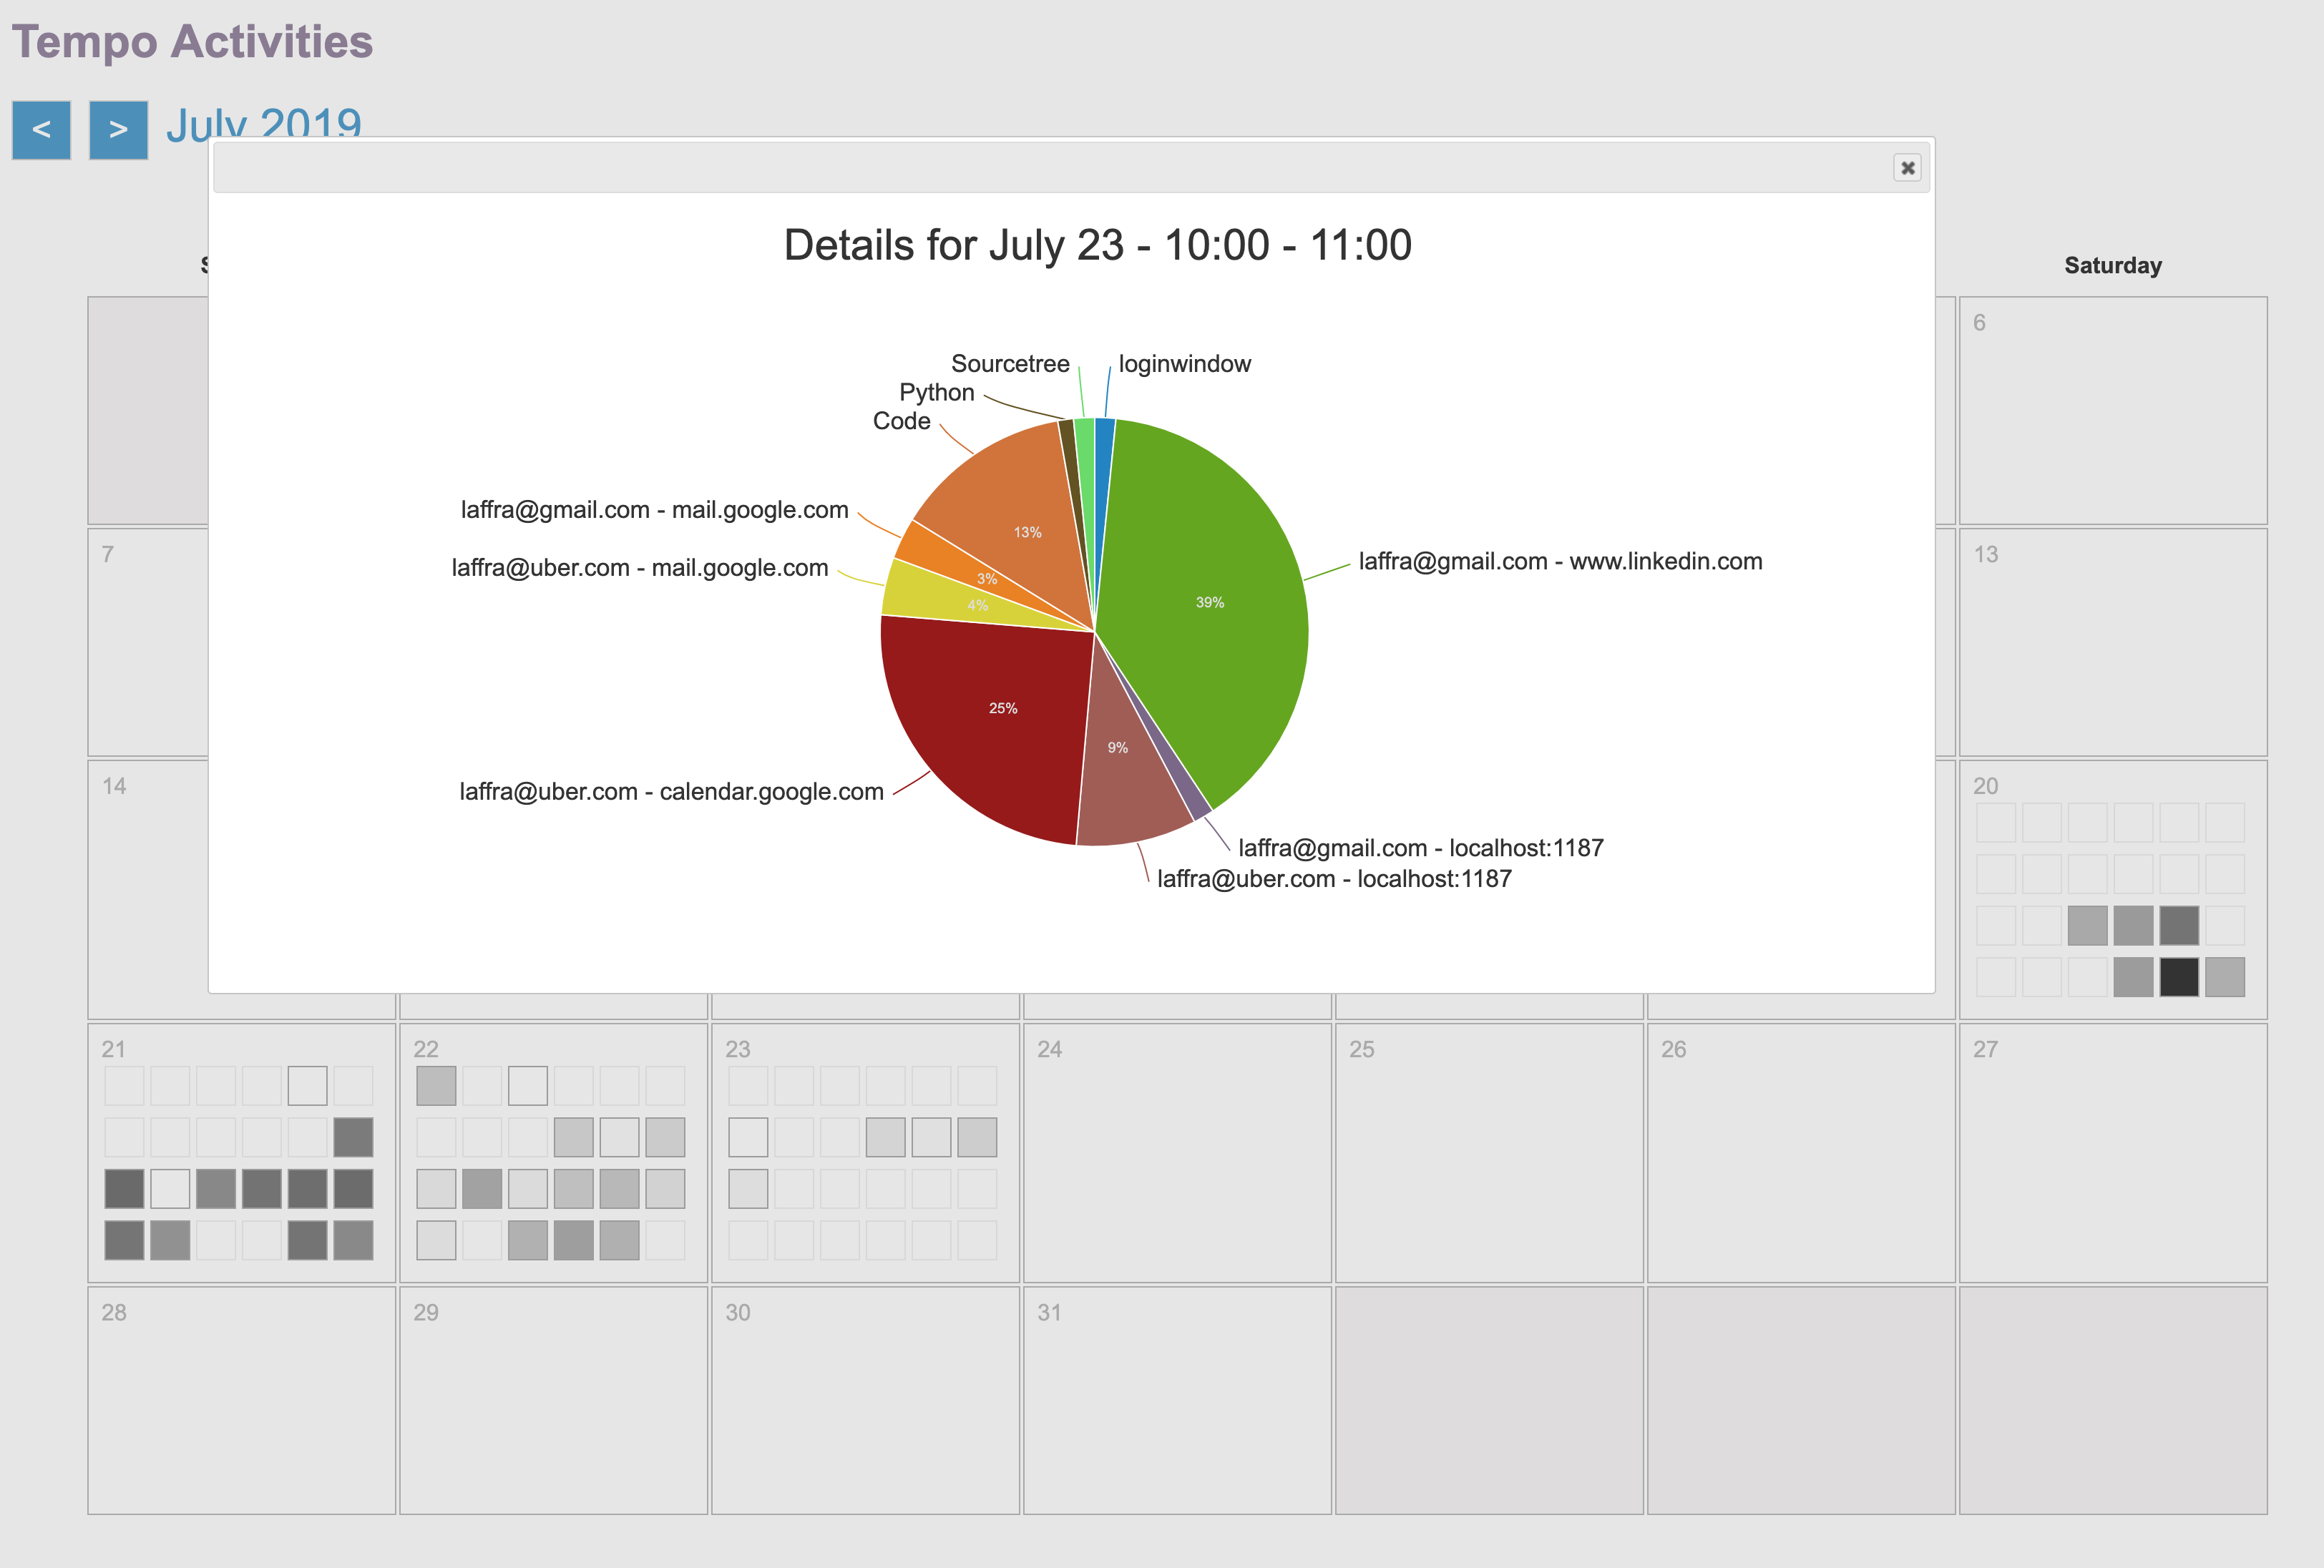 Tempo Activities
< > July 2019
Details for July 23 - 10:00 - 11:00
Saturday
Sourcetree
loginwindow
Python
Code
laffra@gmail.com - mail.google.com
laffra@uber.com - mail.google.com
laffra@gmail.com - www.linkedin.com
13%
3%
4%
39%
25%
9%
laffra@uber.com - calendar.google.com
laffra@gmail.com - localhost:1187
laffra@uber.com - localhost:1187
6
7
13
14
20
21
22
23
24
25
26
27
28
29
30
31